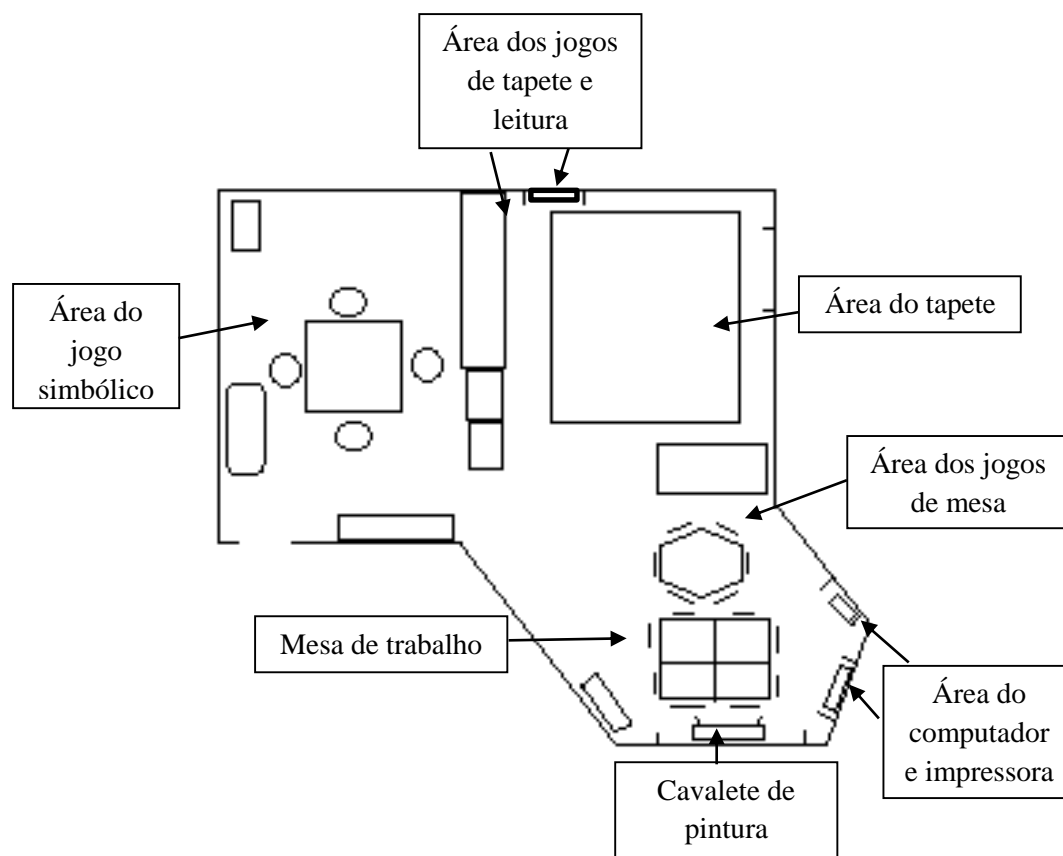 Área dos jogos
de tapete e
leitura
Área do
jogo
simbólico
Área do tapete
Área dos jogos
de mesa
Mesa de trabalho
Área do
computador
e impressora
Cavalete de
pintura